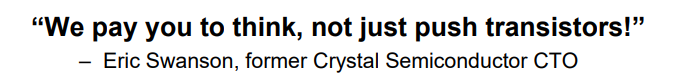 “We pay you to think, not just push transistors!”
– Eric Swanson, former Crystal Semiconductor CTO